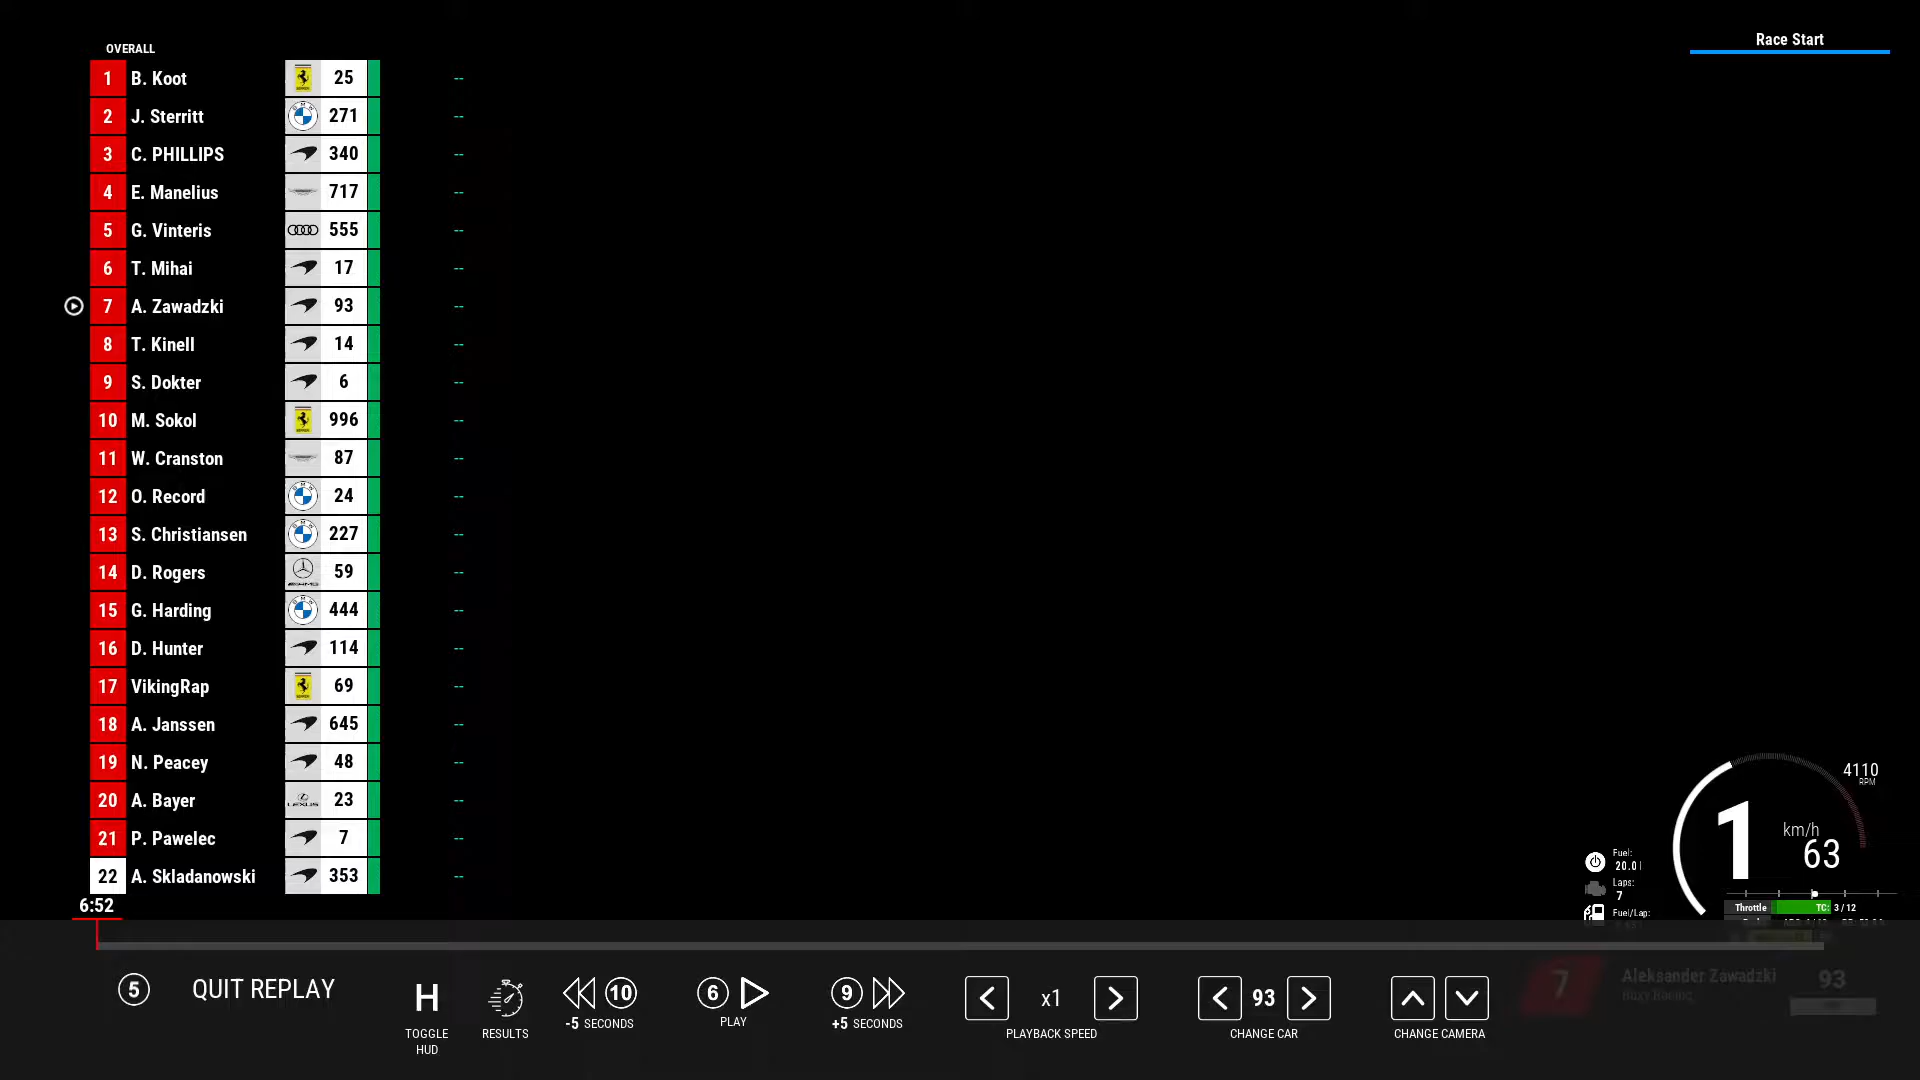 OVERALL
Race Start
1 B. Koot 25 --
2 J. Sterritt 271 --
3 C. PHILLIPS 340 --
4 E. Manelius 717 --
5 G. Vinteris 555 --
6 T. Mihai 17 --
7 A. Zawadzki 93 --
8 T. Kinell 14 --
9 S. Dokter 6 --
10 M. Sokol 996 --
11 W. Cranston 87 --
12 O. Record 24 --
13 S. Christiansen 227 --
14 D. Rogers 59 --
15 G. Harding 444 --
16 D. Hunter 114 --
17 VikingRap 69 --
18 A. Janssen 645 --
19 N. Peacey 48 --
20 A. Bayer LEXUS 23 --
21 P. Pawelec 7 --
22 A. Skladanowski 353 --
4110
RPM
1
km/h
63
Fuel:
20.0 l
Laps:
7
Fuel/Lap:
Throttle TC: 3 / 12
6:52
5 QUIT REPLAY
H
TOGGLE
HUD
RESULTS
10
-5 SECONDS
6
PLAY
9
+5 SECONDS
x1
PLAYBACK SPEED
93
CHANGE CAR
CHANGE CAMERA
7 Aleksander Zawadzki 93